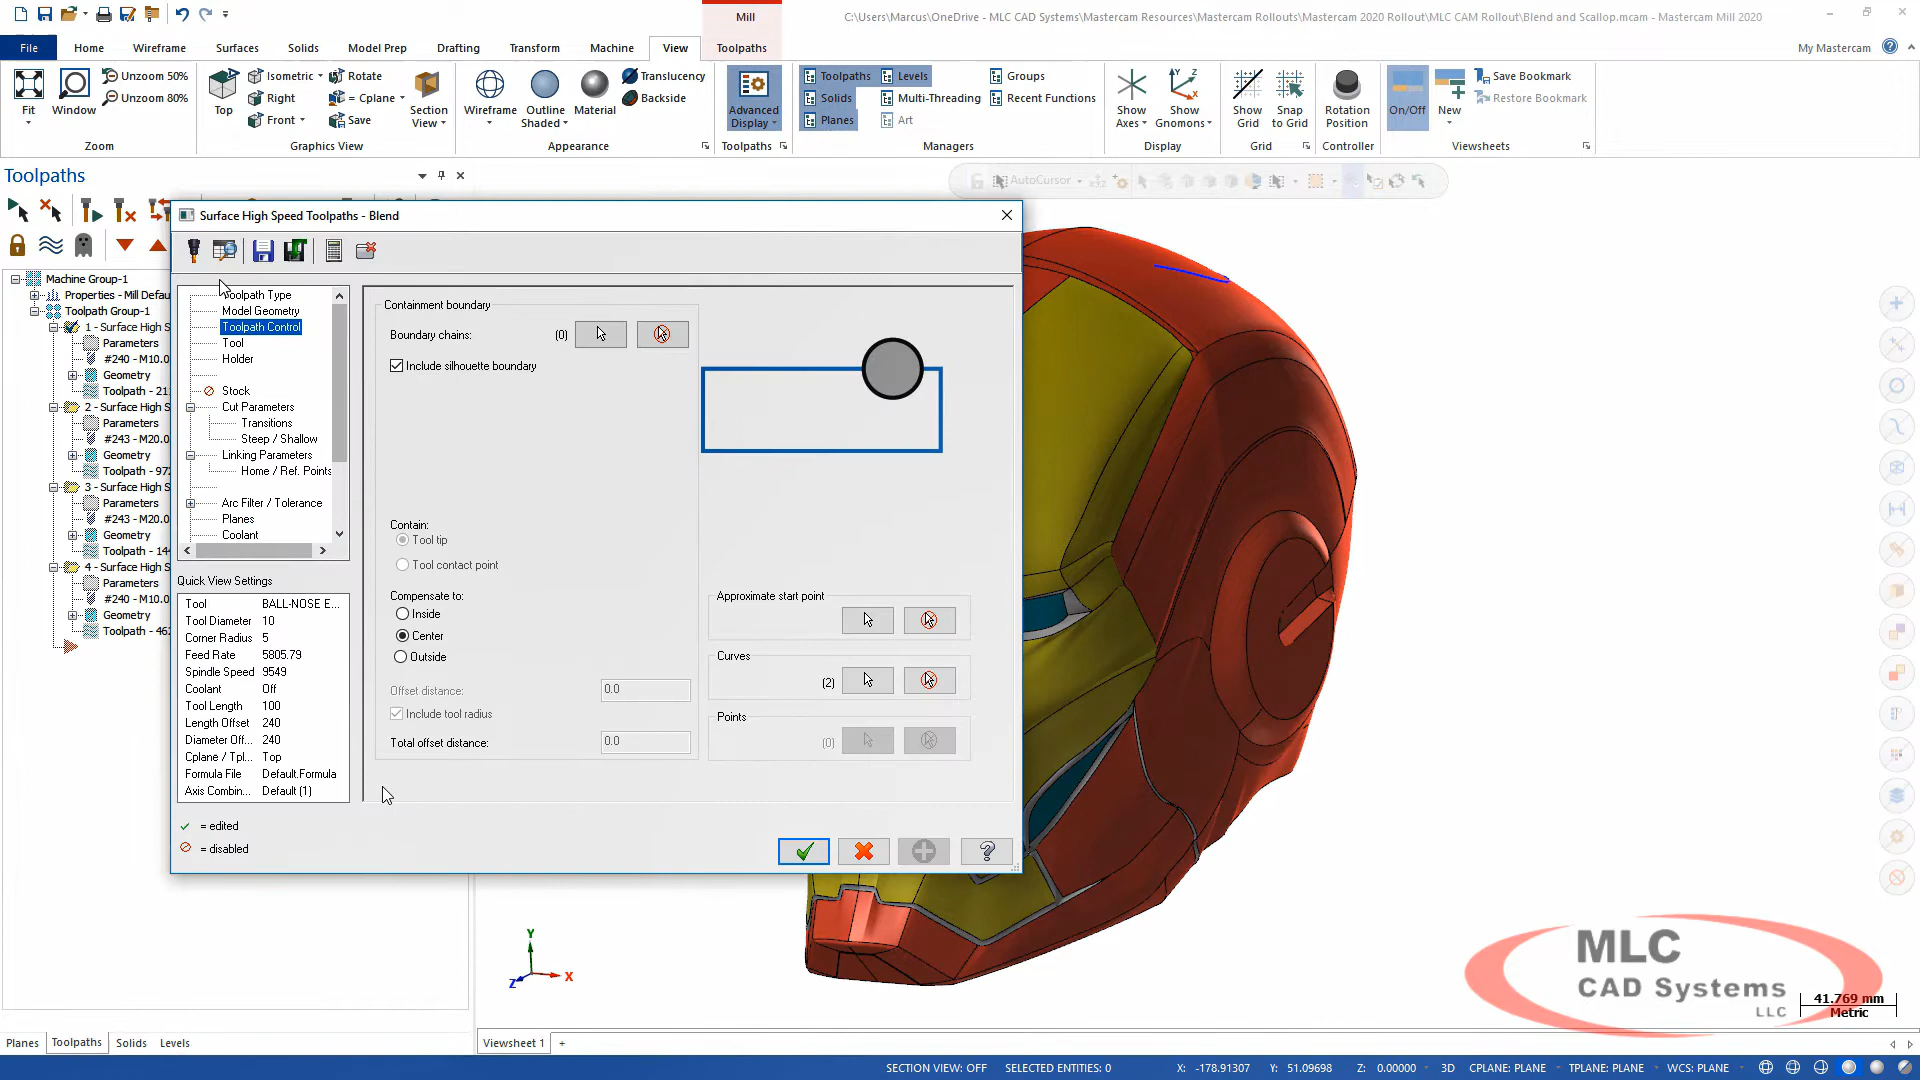 Mill
C:\Users\Marcus\OneDrive - MLC CAD Systems\Mastercam Resources\Mastercam Rollouts\Mastercam 2020 Rollout\MLC CAM Rollout\Blend and Scallop.mcam - Mastercam Mill 2020
File Home Wireframe Surfaces Solids Model Prep Drafting Transform Machine View Toolpaths My Mastercam
Fit
Window
Unzoom 50%
Unzoom 80%
Zoom
Top
Isometric
Right
Front
Rotate
= Cplane
Save
Section View
Graphics View
Wireframe
Outline Shaded
Material
Translucency
Backside
Appearance
Advanced Display
Toolpaths
Toolpaths
Solids
Planes
Levels
Multi-Threading
Art
Groups
Recent Functions
Managers
Show Axes
Show Gnomons
Display
Show Grid
Snap to Grid
Grid
Rotation Position
Controller
On/Off
New
Save Bookmark
Restore Bookmark
Viewsheets
Toolpaths
AutoCursor
Machine Group-1
Properties - Mill Defau
Toolpath Group-1
1 - Surface High S
Parameters
#240 - M10.0
Geometry
Toolpath - 21
2 - Surface High S
Parameters
#243 - M20.0
Geometry
Toolpath - 97
3 - Surface High S
Parameters
#243 - M20.0
Geometry
Toolpath - 14
4 - Surface High S
Parameters
#240 - M10.0
Geometry
Toolpath - 46
Surface High Speed Toolpaths - Blend
Toolpath Type
Model Geometry
Toolpath Control
Tool
Holder
Stock
Cut Parameters
Transitions
Steep / Shallow
Linking Parameters
Home / Ref. Points
Arc Filter / Tolerance
Planes
Coolant
Quick View Settings
Tool BALL-NOSE E...
Tool Diameter 10
Corner Radius 5
Feed Rate 5805.79
Spindle Speed 9549
Coolant Off
Tool Length 100
Length Offset 240
Diameter Off... 240
Cplane / Tpl... Top
Formula File Default.Formula
Axis Combin... Default (1)
= edited
= disabled
Containment boundary
Boundary chains: (0)
Include silhouette boundary
Contain:
Tool tip
Tool contact point
Compensate to:
Inside
Center
Outside
Offset distance: 0.0
Include tool radius
Total offset distance: 0.0
Approximate start point
Curves
(2)
Points
(0)
Y
X
Z
MLC
CAD Systems
LLC
41.769 mm
Metric
Planes Toolpaths Solids Levels
Viewsheet 1 +
SECTION VIEW: OFF SELECTED ENTITIES: 0 X: -178.91307 Y: 51.09698 Z: 0.00000 3D CPLANE: PLANE TPLANE: PLANE WCS: PLANE